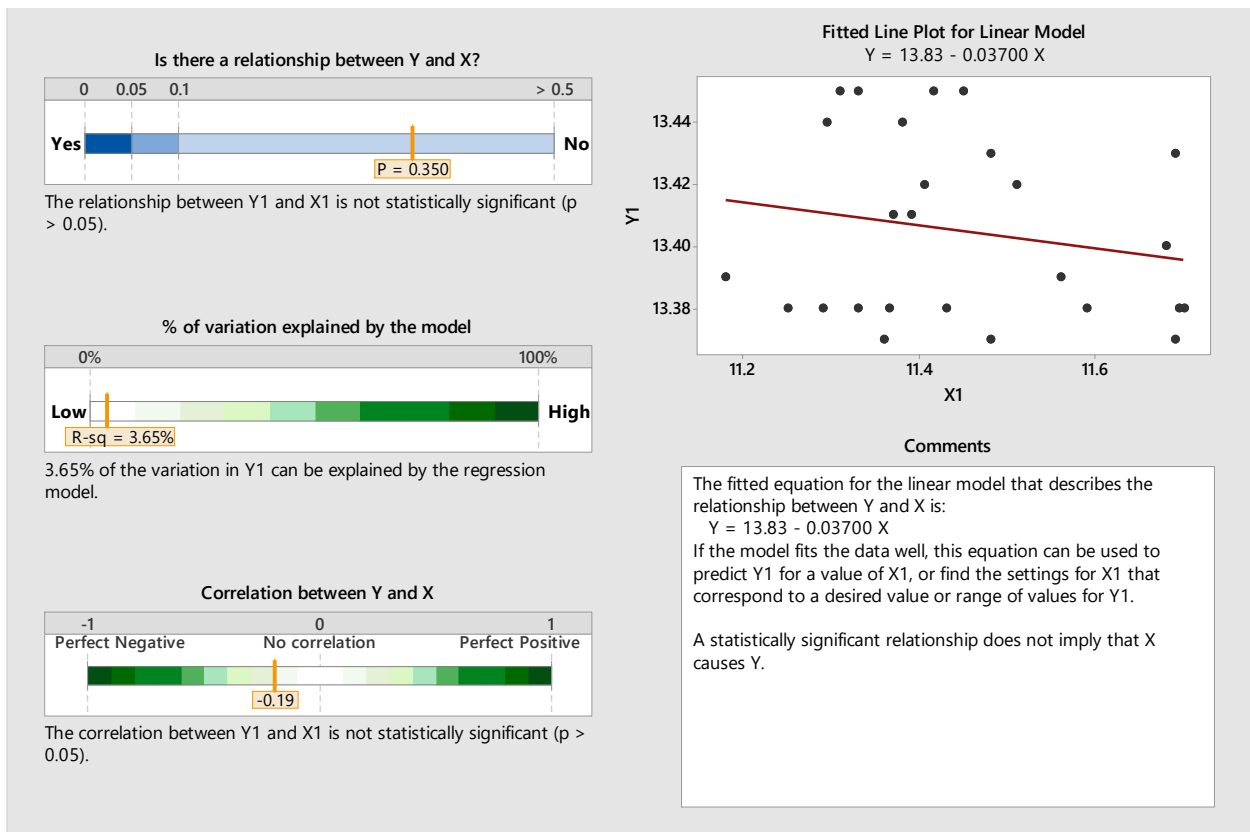 Is there a relationship between Y and X?
0 0.05 0.1 > 0.5
Yes No
P = 0.350
The relationship between Y1 and X1 is not statistically significant (p
> 0.05).
% of variation explained by the model
0% 100%
Low High
R-sq = 3.65%
3.65% of the variation in Y1 can be explained by the regression
model.
Correlation between Y and X
-1 0 1
Perfect Negative No correlation Perfect Positive
-0.19
The correlation between Y1 and X1 is not statistically significant (p >
0.05).
Fitted Line Plot for Linear Model
Y = 13.83 - 0.03700 X
13.44
13.42
13.40
13.38
Y1
11.2 11.4 11.6
X1
Comments
The fitted equation for the linear model that describes the
relationship between Y and X is:
Y = 13.83 - 0.03700 X
If the model fits the data well, this equation can be used to
predict Y1 for a value of X1, or find the settings for X1 that
correspond to a desired value or range of values for Y1.
A statistically significant relationship does not imply that X
causes Y.